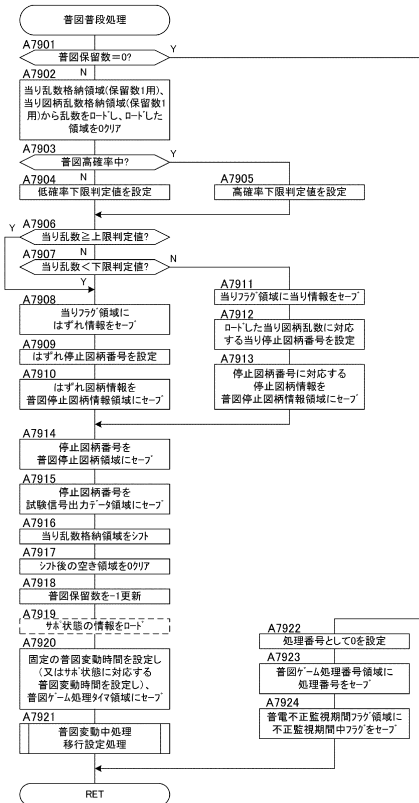 普図普段処理
A7901
普図保留数=0?
Y
N
A7902
当り乱数格納領域(保留数1用)、
当り図柄乱数格納領域(保留数1
用)から乱数をロードし、ロードした
領域を0クリア
A7903
普図高確率中?
Y
N
A7904
低確率下限判定値を設定
A7905
高確率下限判定値を設定
A7906
Y
当り乱数≧上限判定値?
N
A7907
当り乱数<下限判定値?
N
Y
A7908
当りフラグ領域に
はずれ情報をセーブ
A7909
はずれ停止図柄番号を設定
A7910
はずれ図柄情報を
普図停止図柄情報領域にセーブ
A7911
当りフラグ領域に当り情報をセーブ
A7912
ロードした当り図柄乱数に対応
する当り停止図柄番号を設定
A7913
停止図柄番号に対応する
停止図柄情報を
普図停止図柄情報領域にセーブ
A7914
停止図柄番号を
普図停止図柄領域にセーブ
A7915
停止図柄番号を
試験信号出力データ領域にセーブ
A7916
当り乱数格納領域をシフト
A7917
シフト後の空き領域を0クリア
A7918
普図保留数を-1更新
A7919
サポ状態の情報をロード
A7920
固定の普図変動時間を設定し
(又はサポ状態に対応する
普図変動時間を設定し)、
普図ゲーム処理タイマ領域にセーブ
A7921
普図変動中処理
移行設定処理
A7922
処理番号として0を設定
A7923
普図ゲーム処理番号領域に
処理番号をセーブ
A7924
普電不正監視期間フラグ領域に
不正監視期間中フラグをセーブ
RET